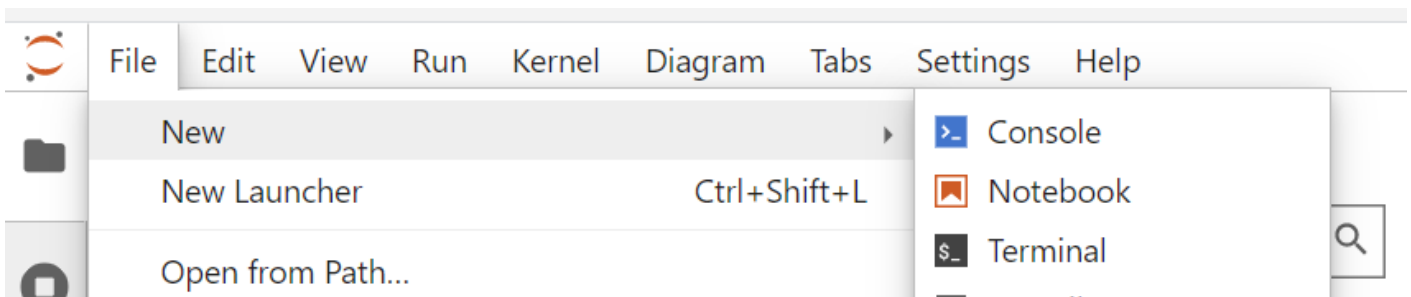 File Edit View Run Kernel Diagram Tabs Settings Help
New
Console
New Launcher Ctrl+Shift+L
Notebook
$_ Terminal
Open from Path...